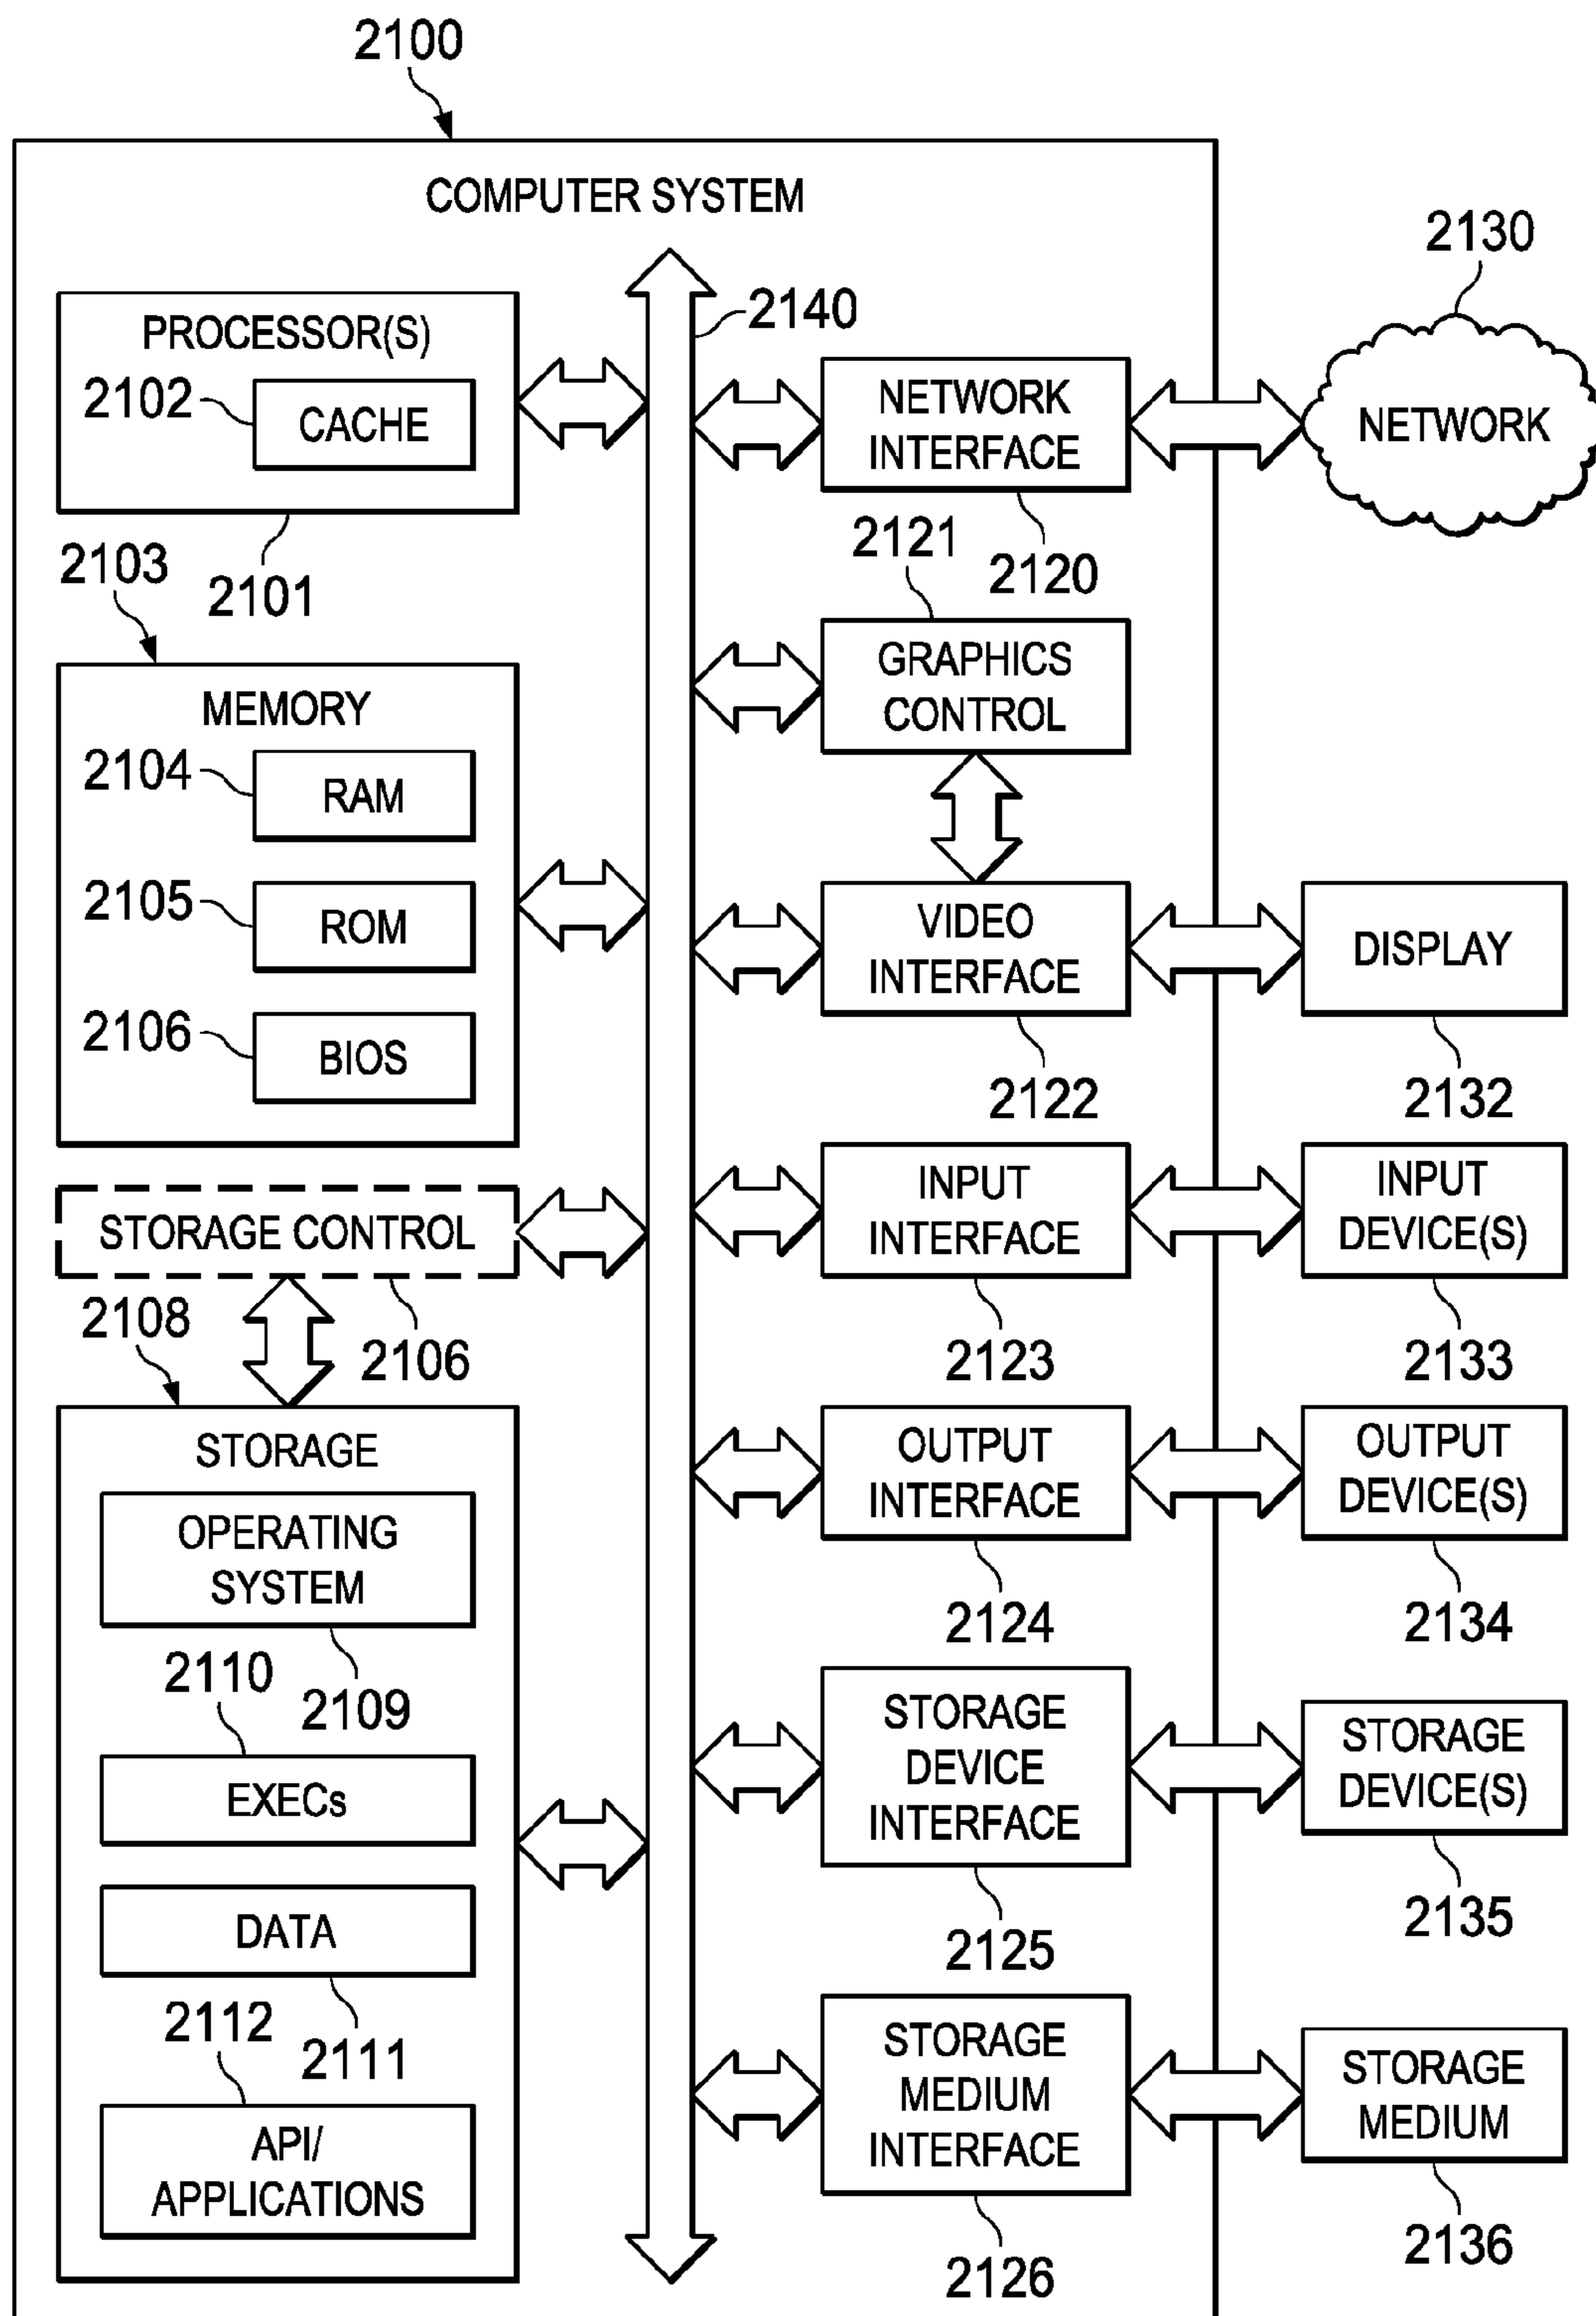 2100
COMPUTER SYSTEM
2130
2140
PROCESSOR(S)
2102
CACHE
2101
NETWORK
INTERFACE
2120
NETWORK
2103
MEMORY
2104
RAM
2105
ROM
2106
BIOS
2121
GRAPHICS
CONTROL
VIDEO
INTERFACE
2122
DISPLAY
2132
STORAGE CONTROL
2106
INPUT
INTERFACE
2123
INPUT
DEVICE(S)
2133
2108
STORAGE
OPERATING
SYSTEM
2109
2110
EXECs
DATA
2111
2112
API/
APPLICATIONS
OUTPUT
INTERFACE
2124
OUTPUT
DEVICE(S)
2134
STORAGE
DEVICE
INTERFACE
2125
STORAGE
DEVICE(S)
2135
STORAGE
MEDIUM
INTERFACE
2126
STORAGE
MEDIUM
2136